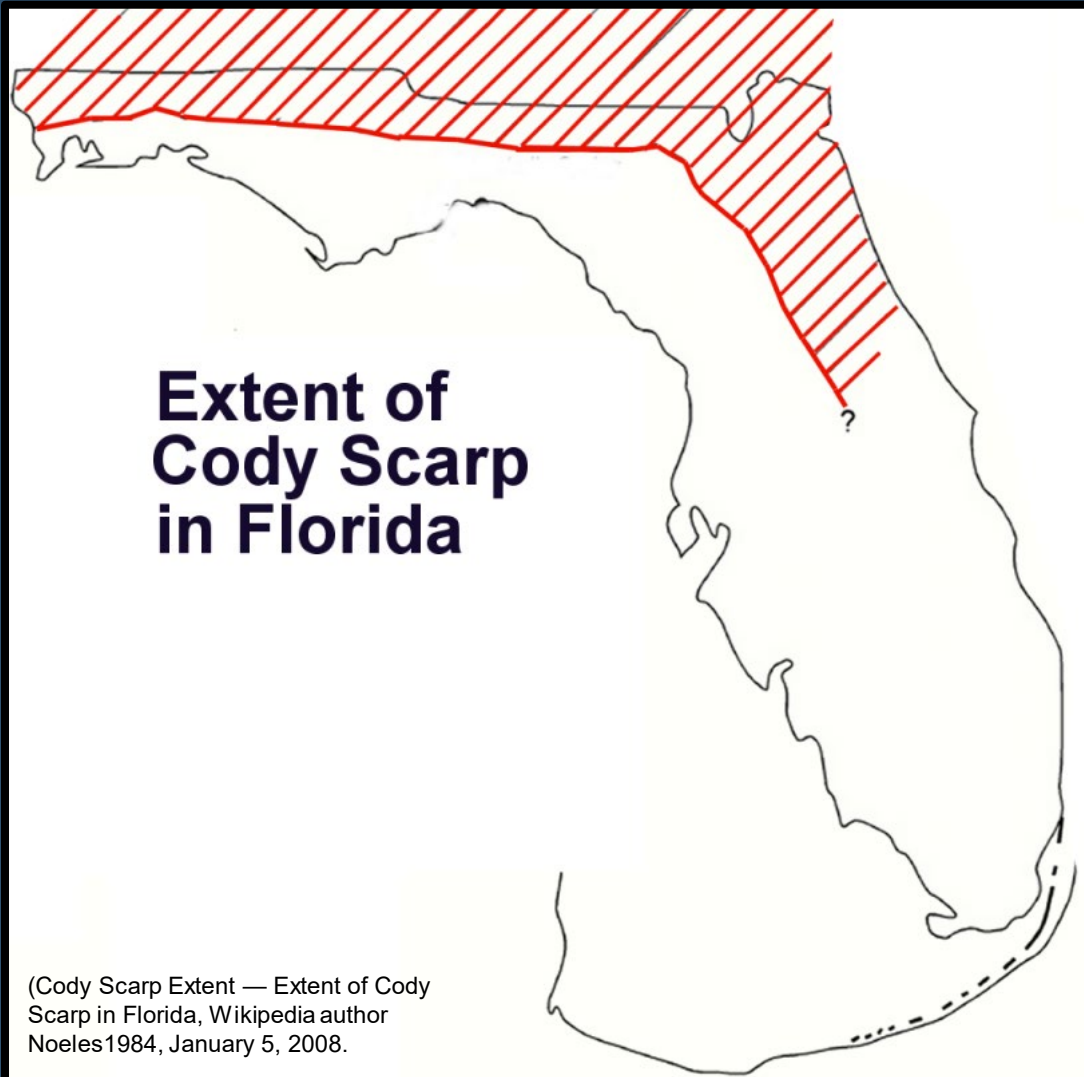 ?
Extent of
Cody Scarp
in Florida
(Cody Scarp Extent — Extent of Cody
Scarp in Florida, Wikipedia author
Noeles1984, January 5, 2008.